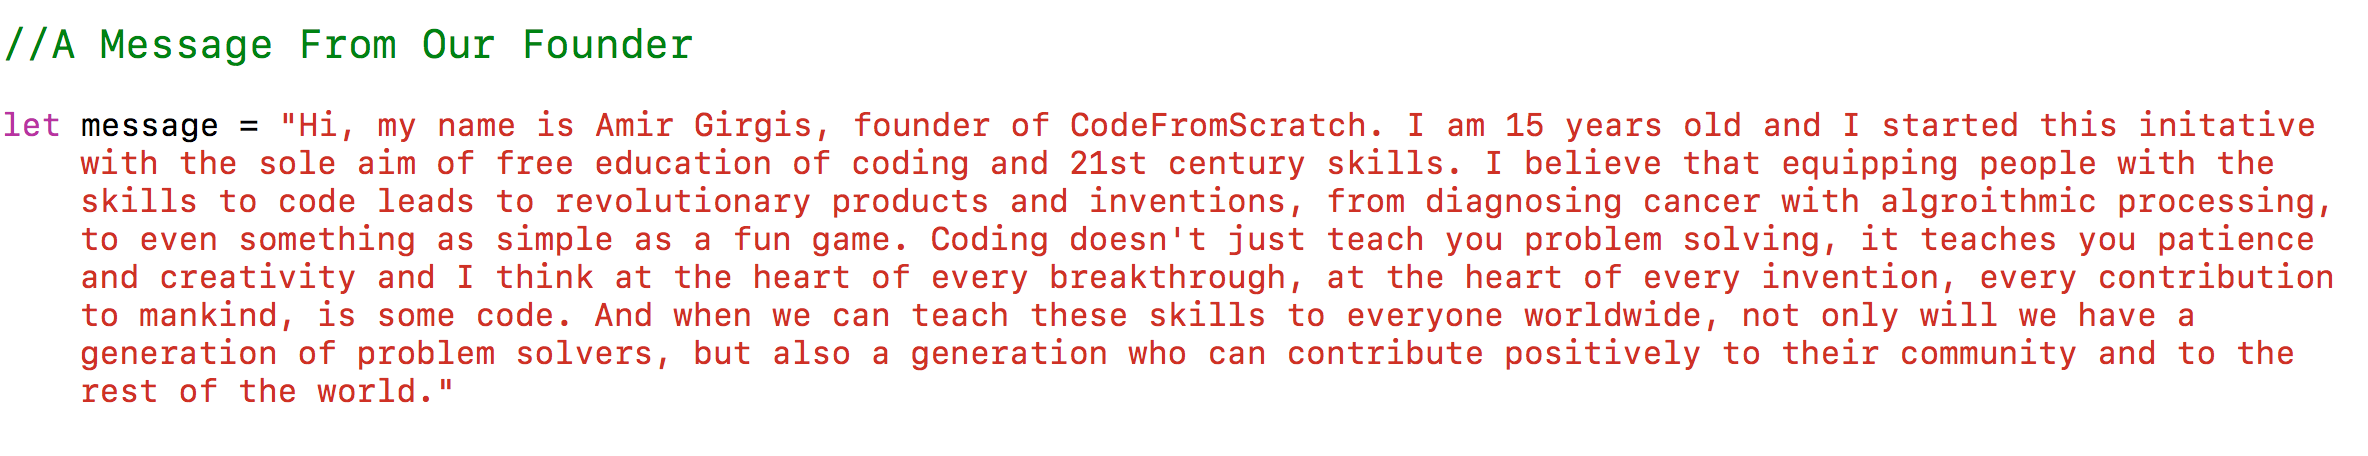 //A Message From Our Founder
let message = "Hi, my name is Amir Girgis, founder of CodeFromScratch. I am 15 years old and I started this initative
with the sole aim of free education of coding and 21st century skills. I believe that equipping people with the
skills to code leads to revolutionary products and inventions, from diagnosing cancer with algroithmic processing,
to even something as simple as a fun game. Coding doesn't just teach you problem solving, it teaches you patience
and creativity and I think at the heart of every breakthrough, at the heart of every invention, every contribution
to mankind, is some code. And when we can teach these skills to everyone worldwide, not only will we have a
generation of problem solvers, but also a generation who can contribute positively to their community and to the
rest of the world."